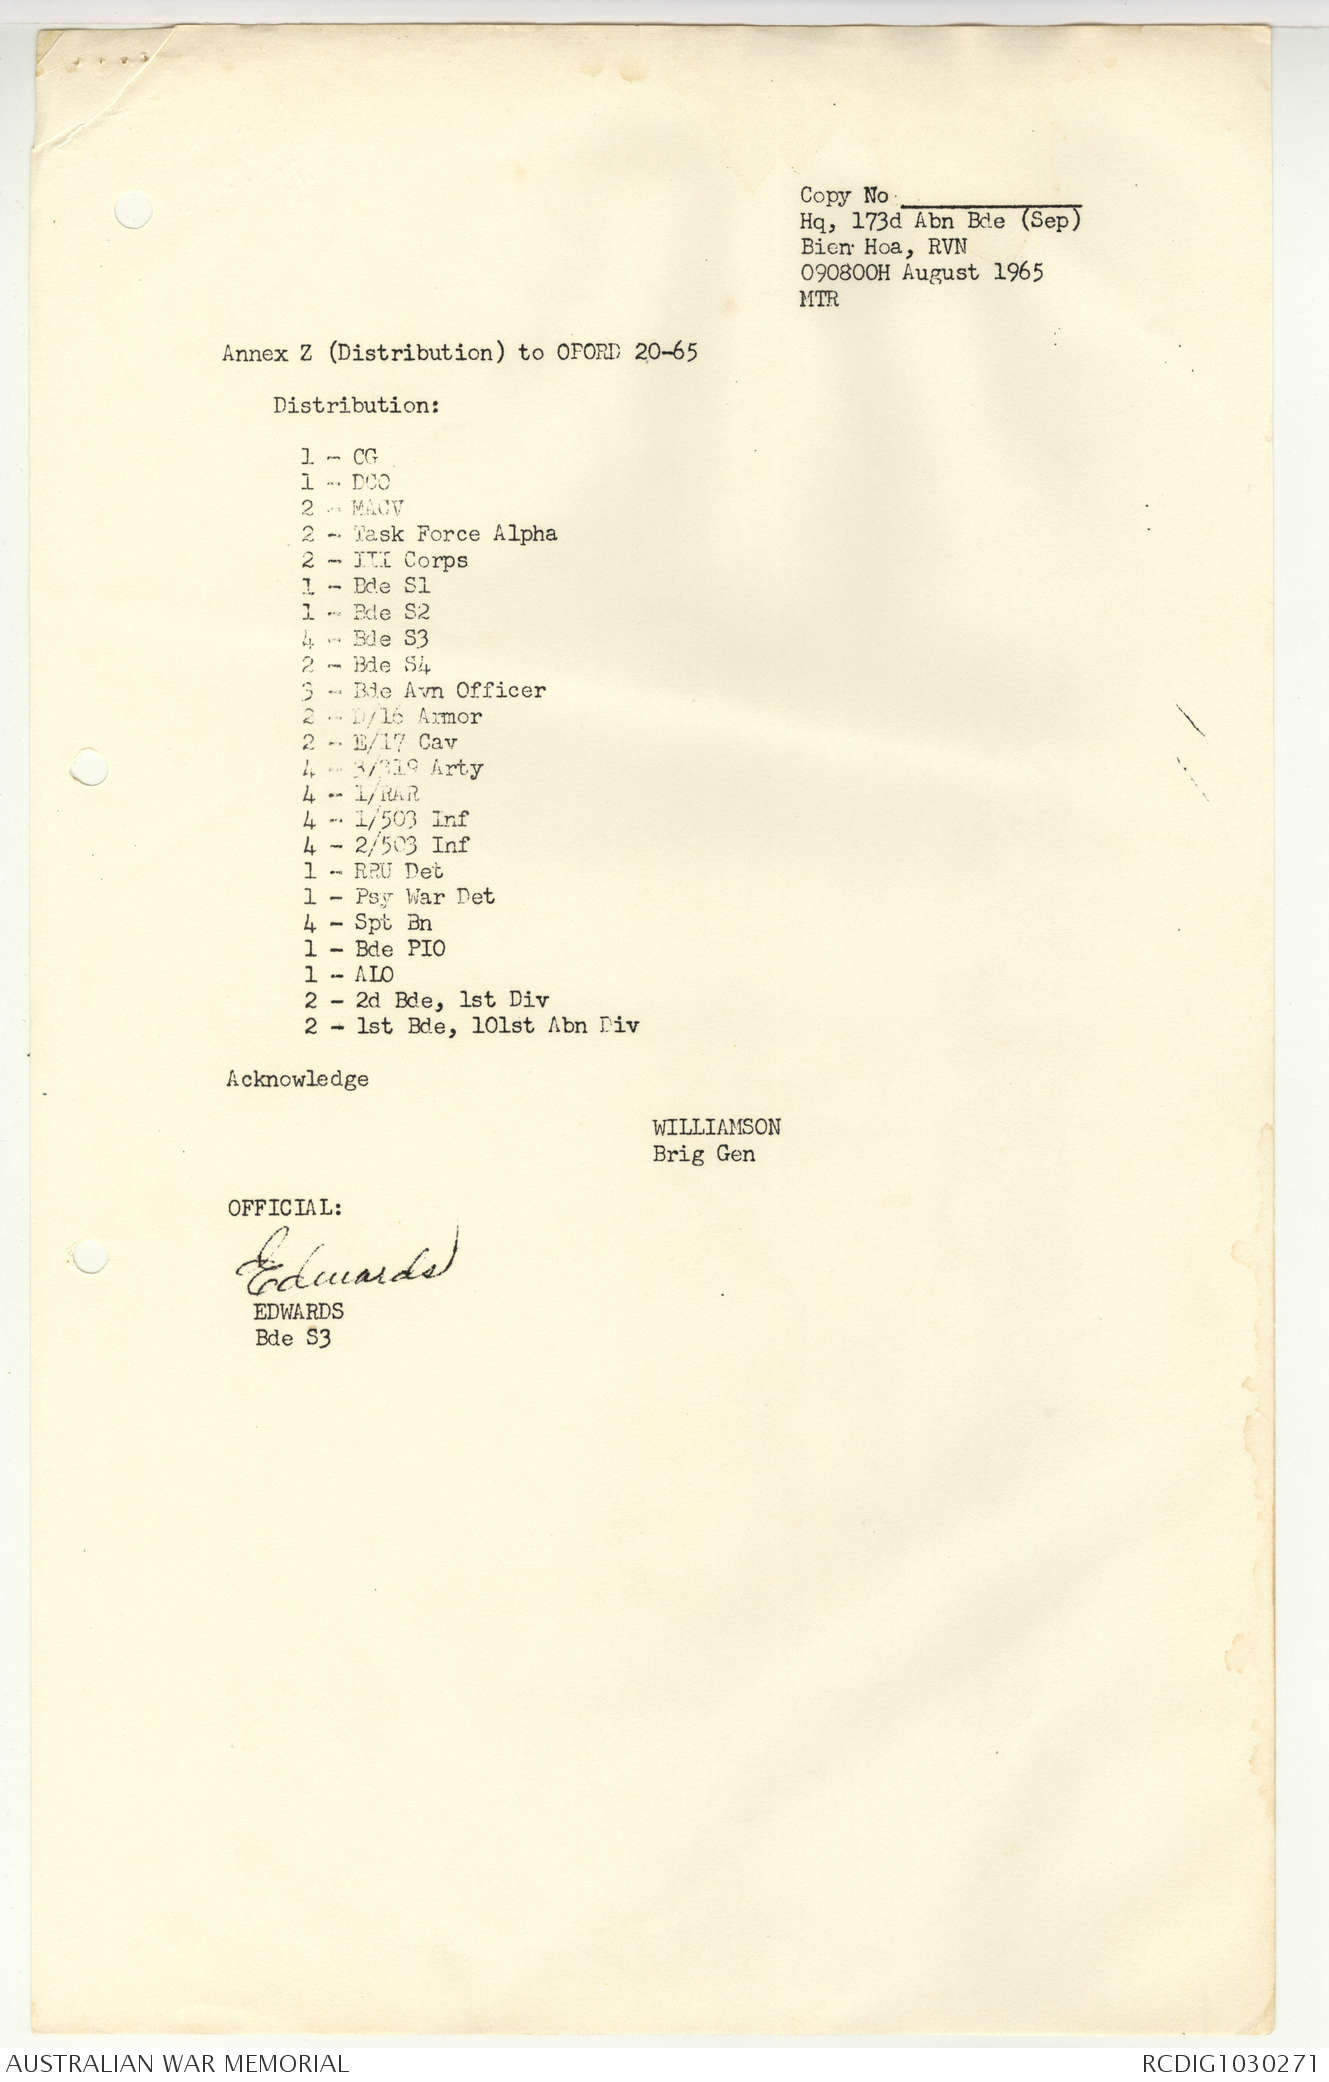 Copy No
Hq, 173d Abn Bde (Sep)
Bien Hoa, RVN
090800H August 1965
MTR
Annex Z (Distribution) to OPORD 20-65
Distribution:
1 - CG
1 - DCO
2 - MACV
2 - Task Force Alpha
2 - III Corps
1 - Bde S1
1 - Bde S2
4 - Bde S3
2 - Bde S4
3 - Bde Avn Officer
2 - D/16 Armor
2 - E/17 Cav
4 - 3/319 Arty
4 - 1/RAR
4 - 1/503 Inf
4 - 2/503 Inf
1 - RRU Det
1 - Psy War Det
4 - Spt Bn
1 - Bde PIO
1 - ALO
2 - 2d Bde, 1st Div
2 - 1st Bde, 101st Abn Div
Acknowledge
WILLIAMSON
Brig Gen
OFFICIAL:
Edwards
EDWARDS
Bde S3
AUSTRALIAN WAR MEMORIAL
RCDIG1030271